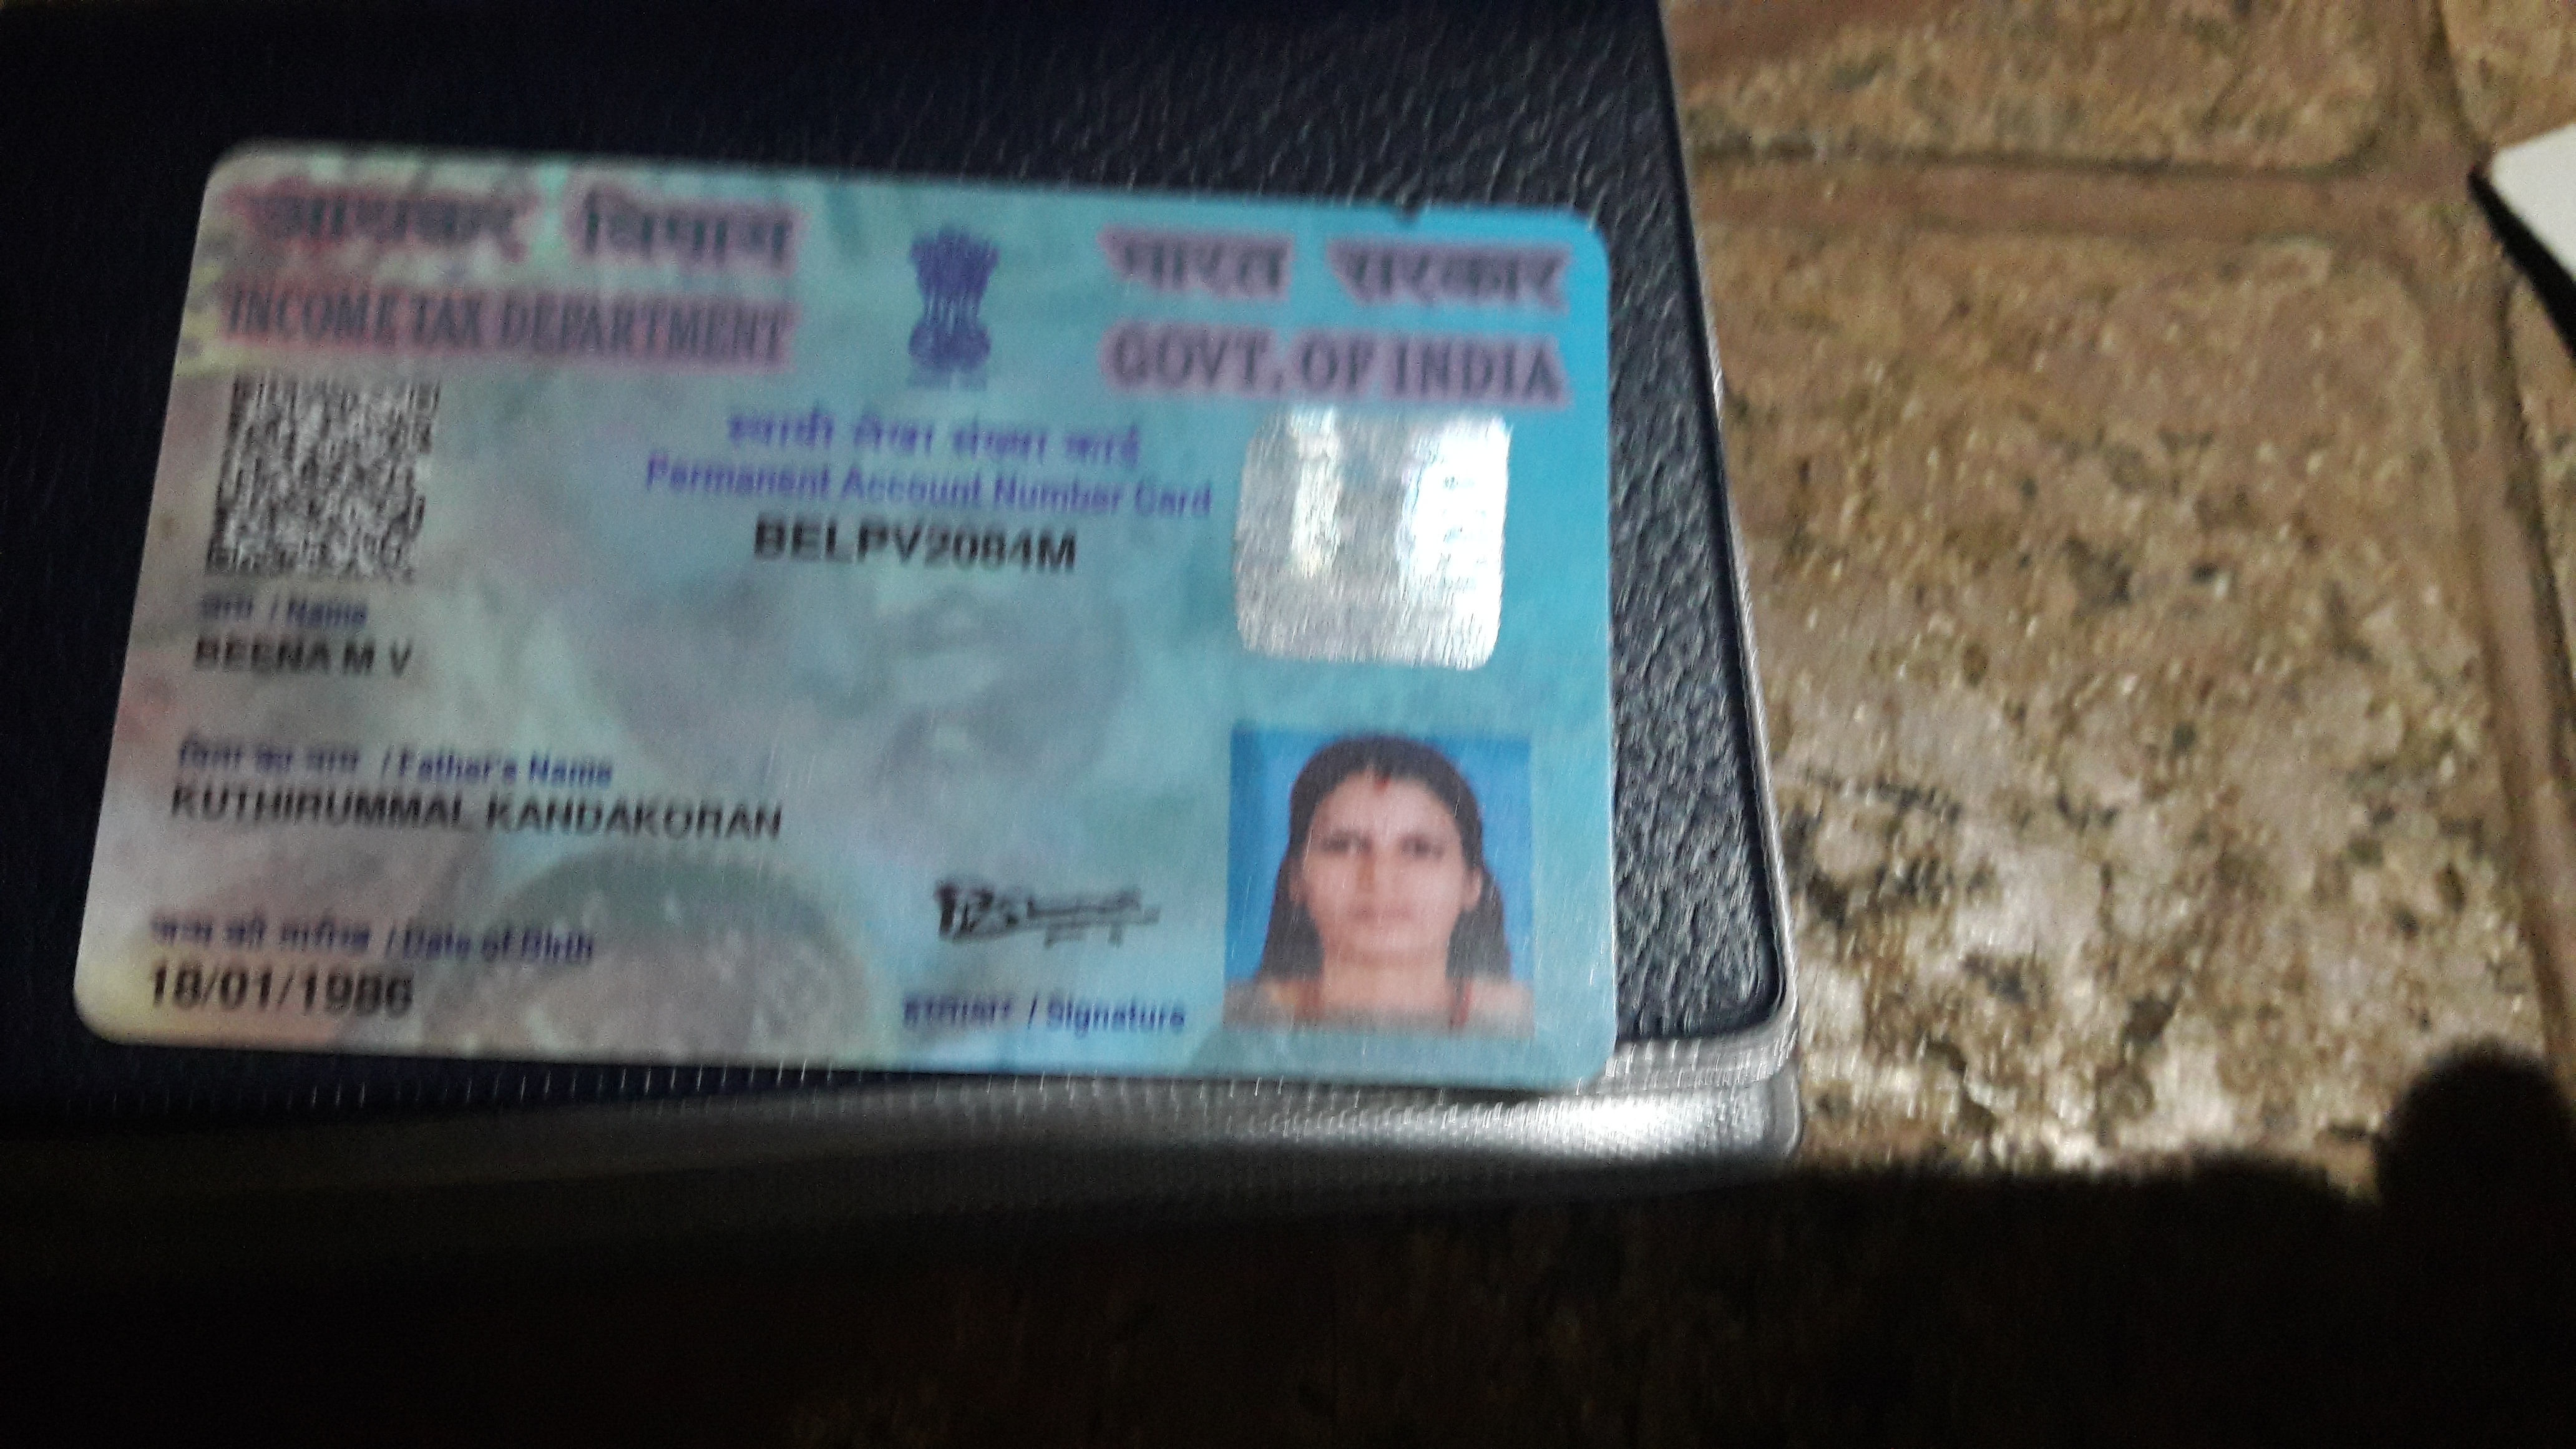 आयकर विभाग
INCOME TAX DEPARTMENT
भारत सरकार
GOVT. OF INDIA
स्थायी लेखा संख्या कार्ड
Permanent Account Number Card
BELPV2084M
नाम / Name
BEENA M V
पिता का नाम / Father's Name
KUTHIRUMMAL KANDAKORAN
जन्म की तारीख / Date of Birth
18/01/1986
हस्ताक्षर / Signature